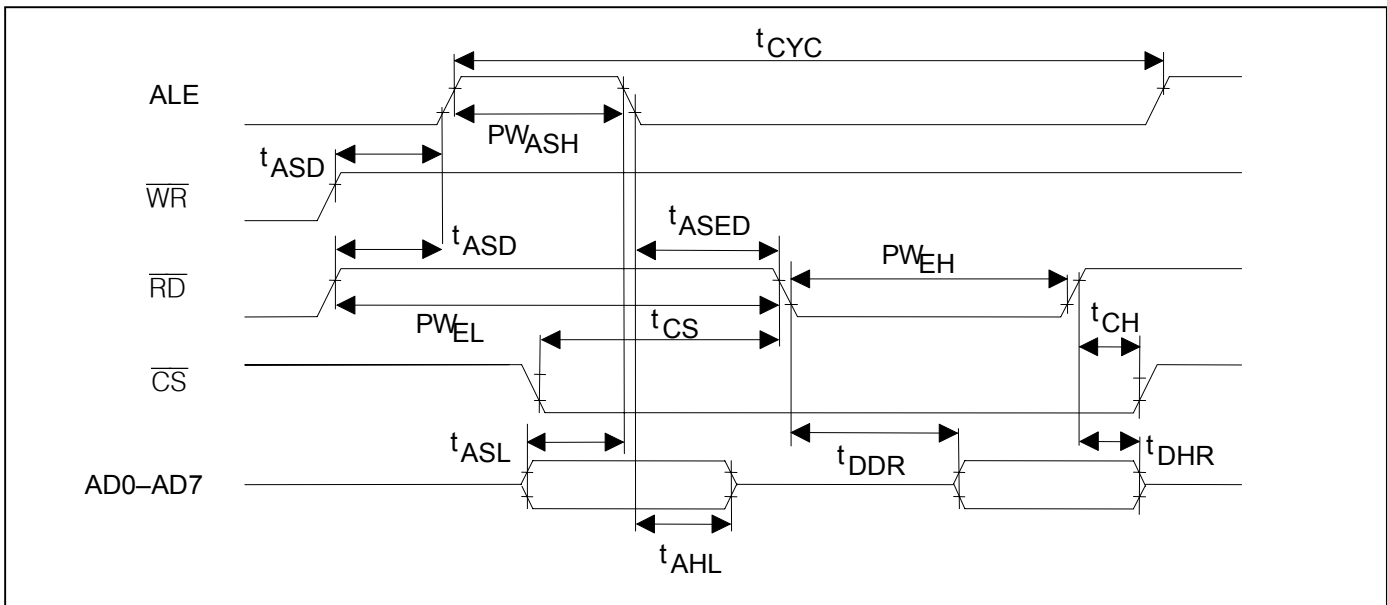 tCYC
ALE
PWASH
tASD
WR
tASED
tASD
PWEH
RD
tCH
PWEL
tCS
CS
tASL
tDDR
tDHR
AD0–AD7
tAHL